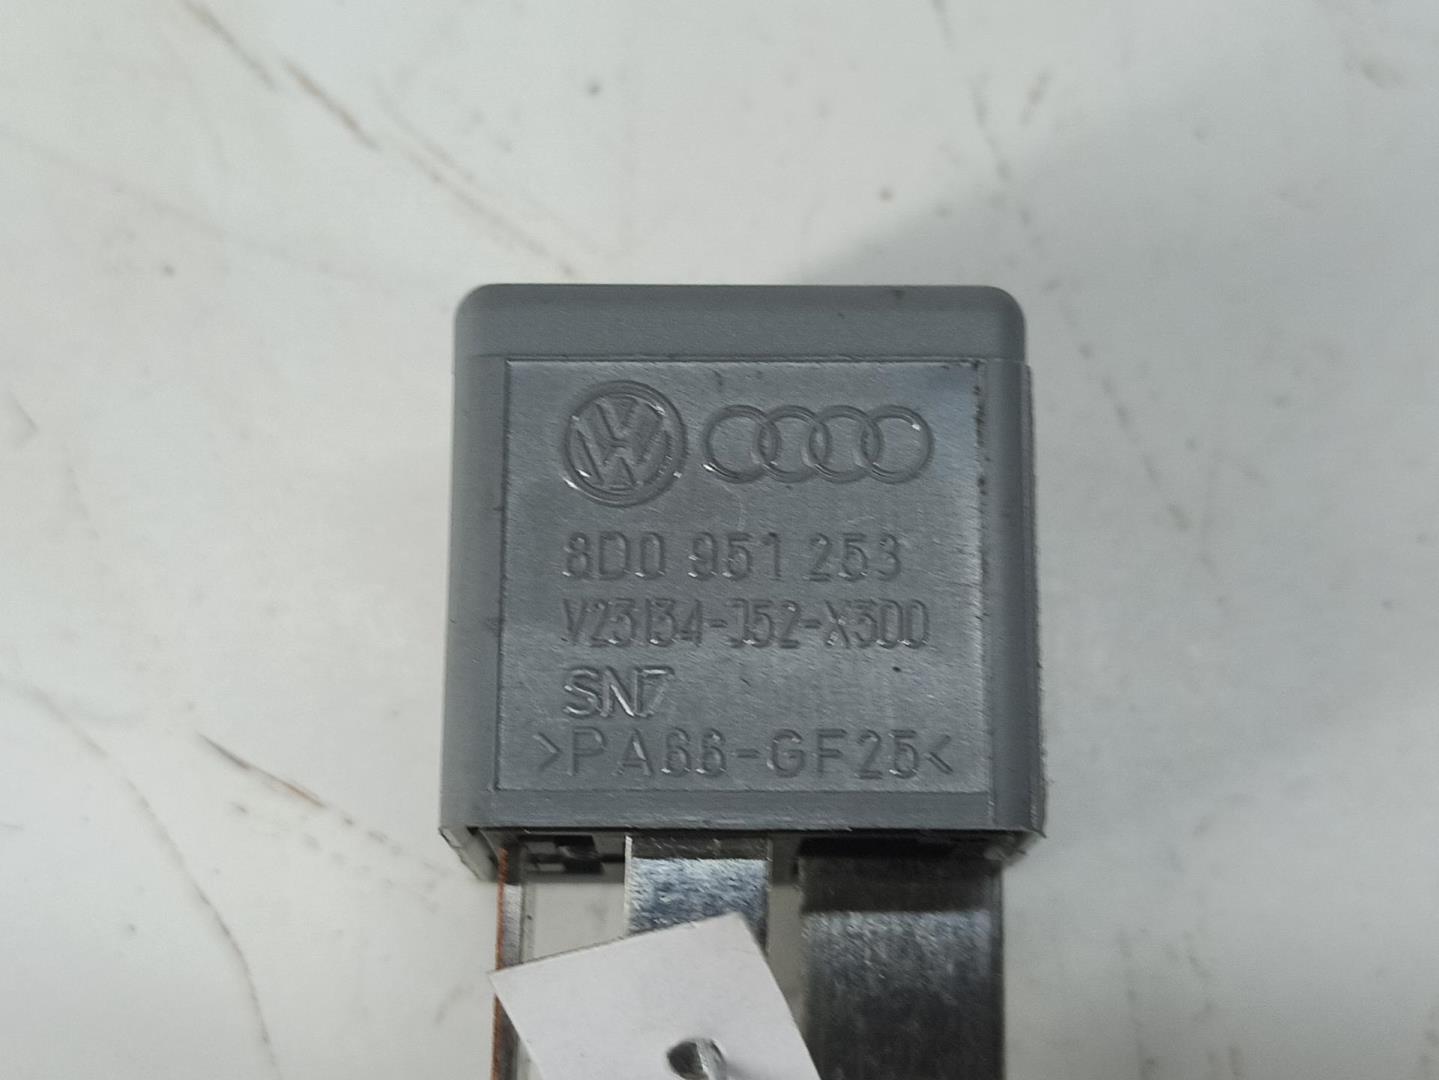 8D0 951 253
V23134-J52-X300
SN7
>PA66-GF25<